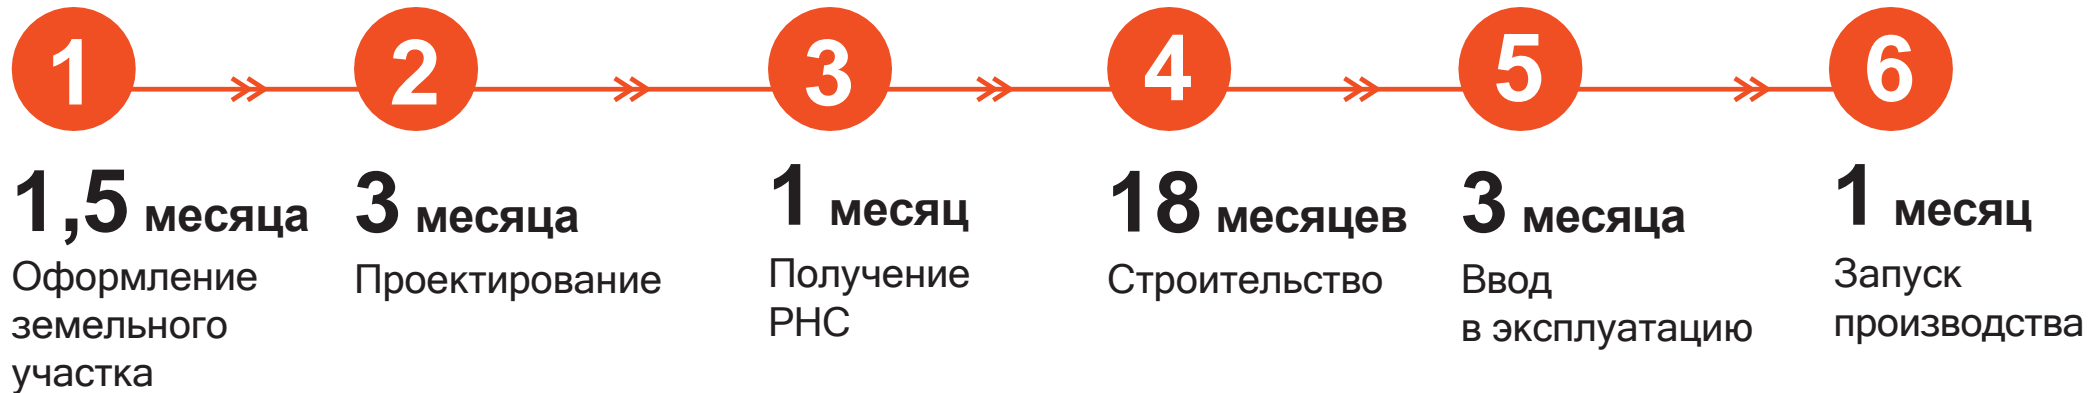 1
2
3
4
5
6
1,5 месяца
Оформление
земельного
участка
3 месяца
Проектирование
1 месяц
Получение
РНС
18 месяцев
Строительство
3 месяца
Ввод
в эксплуатацию
1 месяц
Запуск
производства